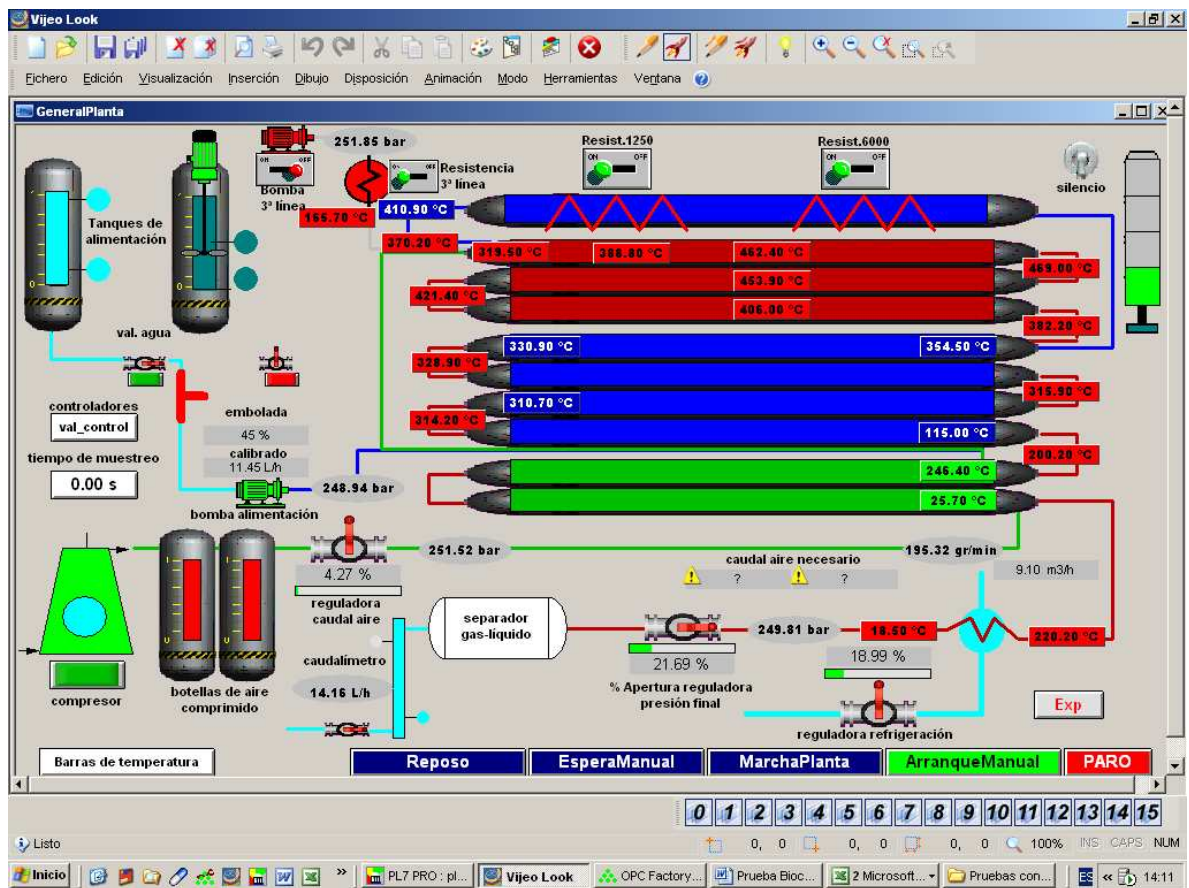 Vijeo Look
Fichero Edición Visualización Inserción Dibujo Disposición Animación Modo Herramientas Ventana
GeneralPlanta
251.85 bar
Resist.1250
Resist.6000
ON OFF
ON OFF
ON OFF
ON OFF
Bomba
3ª línea
Resistencia
3ª línea
silencio
Tanques de
alimentación
165.70 °C
410.90 °C
370.20 °C
319.50 °C
388.80 °C
462.40 °C
469.00 °C
453.90 °C
421.40 °C
406.00 °C
382.20 °C
val. agua
330.90 °C
354.50 °C
328.90 °C
315.90 °C
310.70 °C
314.20 °C
115.00 °C
200.20 °C
246.40 °C
25.70 °C
controladores
val_control
embolada
45 %
calibrado
11.45 L/h
tiempo de muestreo
0.00 s
248.94 bar
bomba alimentación
251.52 bar
195.32 gr/min
caudal aire necesario
? ?
9.10 m3/h
4.27 %
reguladora
caudal aire
separador
gas-líquido
249.81 bar
18.50 °C
220.20 °C
21.69 %
18.99 %
caudalímetro
% Apertura reguladora
presión final
14.16 L/h
compresor
botellas de aire
comprimido
reguladora refrigeración
Exp
Barras de temperatura
Reposo
EsperaManual
MarchaPlanta
ArranqueManual
PARO
0 1 2 3 4 5 6 7 8 9 10 11 12 13 14 15
Listo
0, 0 0, 0 0, 0 100% INS CAPS NUM
Inicio » PL7 PRO : pl... Vijeo Look OPC Factory... Prueba Bioc... 2 Microsoft... Pruebas con... ES « 14:11